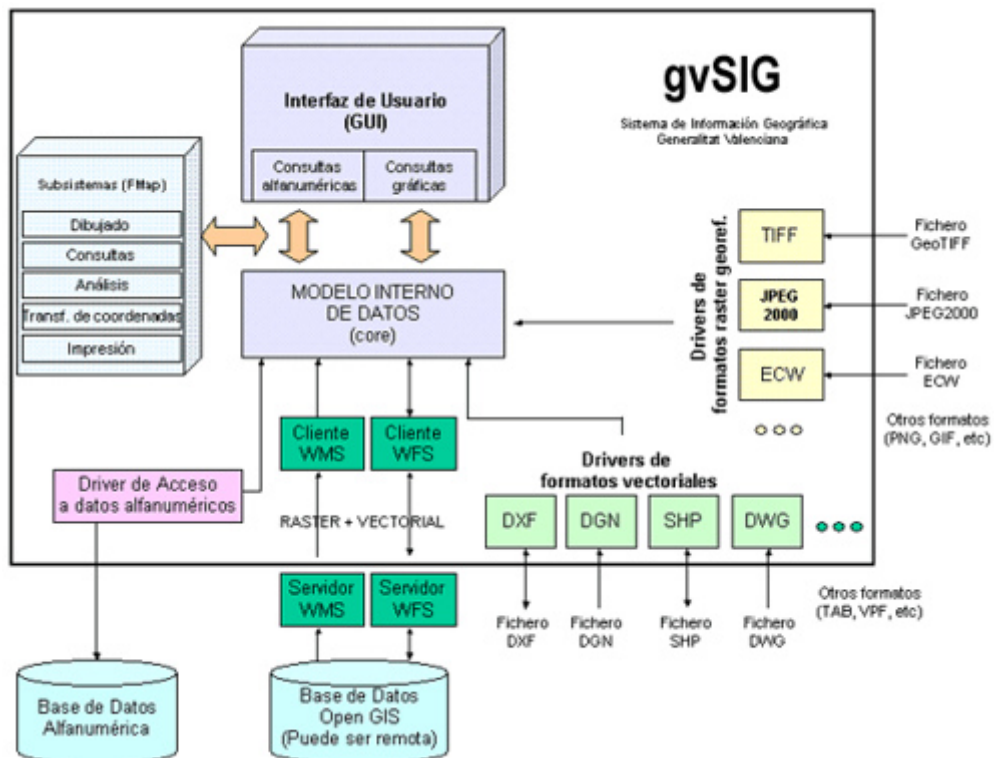 gvSIG
Sistema de Información Geográfica
Generalitat Valenciana
Interfaz de Usuario
(GUI)
Consultas
alfanuméricas
Consultas
gráficas
Subsistemas (FMap)
Dibujado
Consultas
Análisis
Transf. de coordenadas
Impresión
MODELO INTERNO
DE DATOS
(core)
Drivers de
formatos raster georef.
TIFF
JPEG
2000
ECW
Fichero
GeoTIFF
Fichero
JPEG2000
Fichero
ECW
Otros formatos
(PNG, GIF, etc)
Cliente
WMS
Cliente
WFS
Drivers de
formatos vectoriales
Driver de Acceso
a datos alfanuméricos
RASTER + VECTORIAL
DXF
DGN
SHP
DWG
Servidor
WMS
Servidor
WFS
Fichero
DXF
Fichero
DGN
Fichero
SHP
Fichero
DWG
Otros formatos
(TAB, VPF, etc)
Base de Datos
Alfanumérica
Base de Datos
Open GIS
(Puede ser remota)